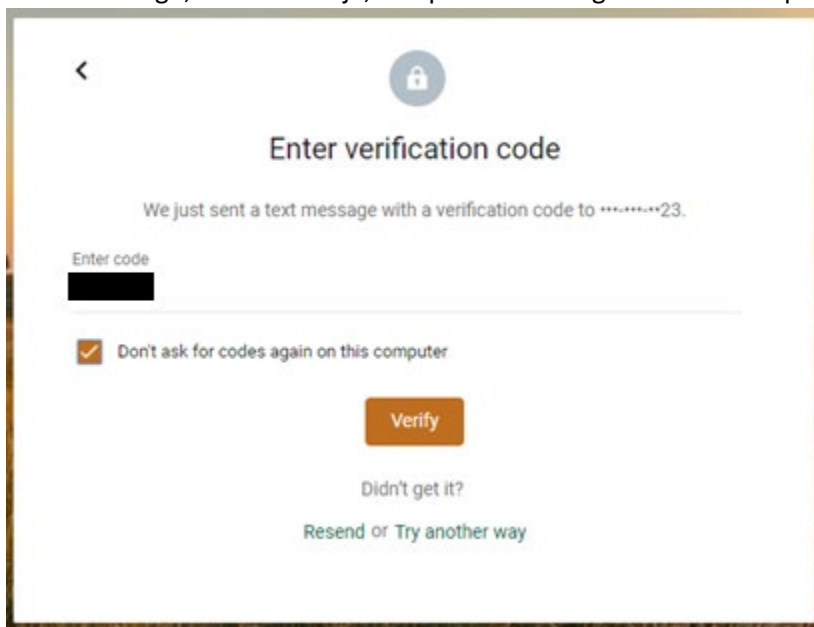 Enter verification code
We just sent a text message with a verification code to •••-•••-••23.
Enter code
Don't ask for codes again on this computer
Verify
Didn't get it?
Resend or Try another way